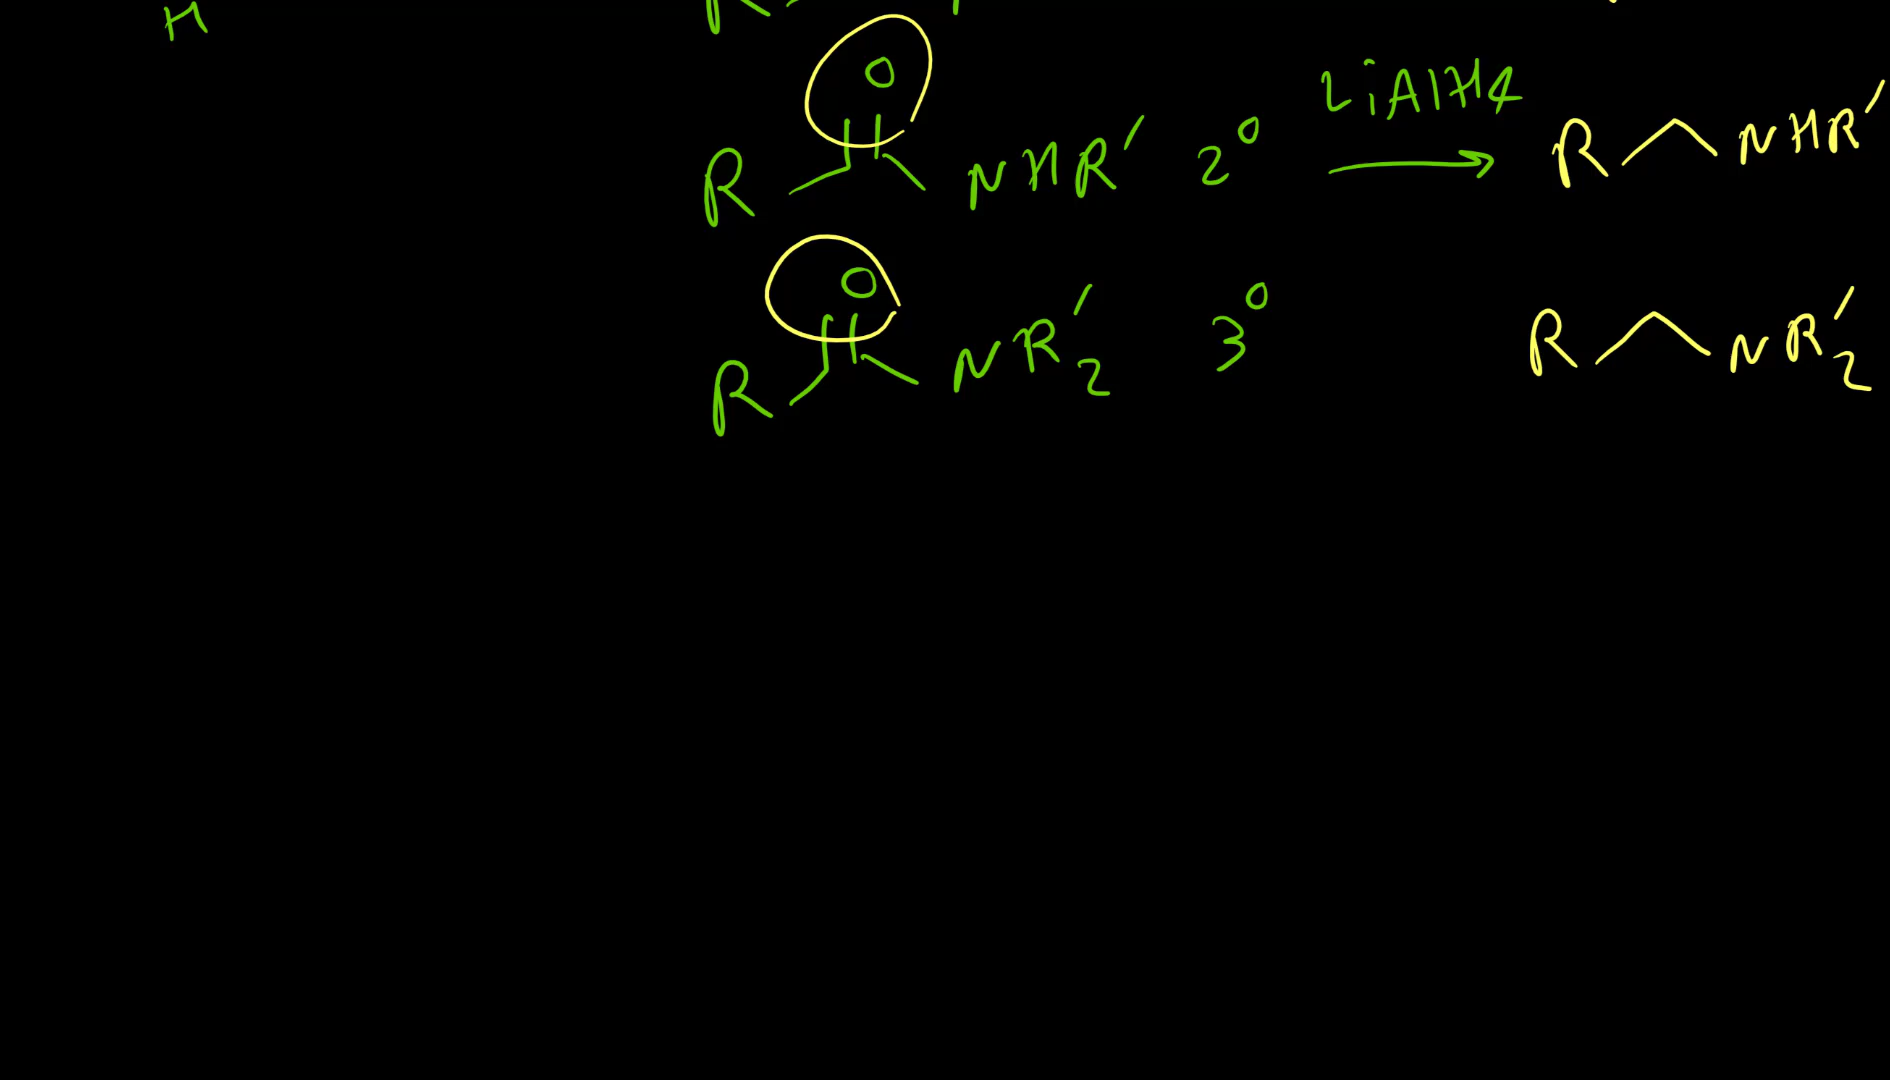 H
O
LiAlH4
R NHR' 2° R NHR'
O
R NR'2 3° R NR'2